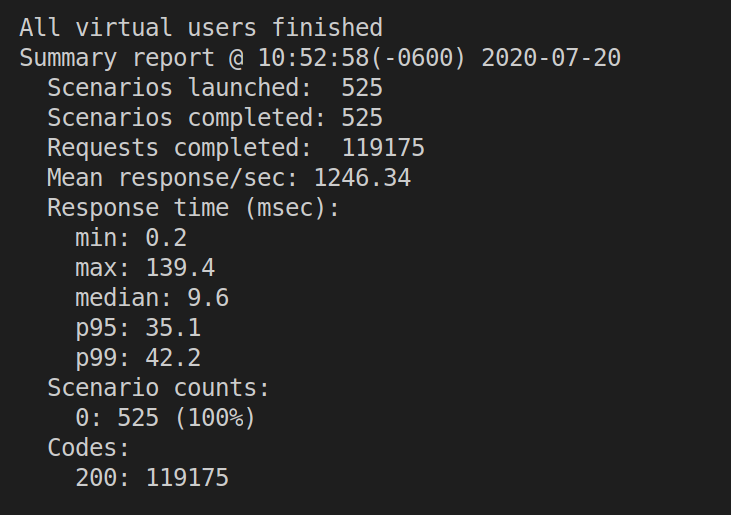 All virtual users finished
Summary report @ 10:52:58(-0600) 2020-07-20
  Scenarios launched:  525
  Scenarios completed: 525
  Requests completed:  119175
  Mean response/sec: 1246.34
  Response time (msec):
    min: 0.2
    max: 139.4
    median: 9.6
    p95: 35.1
    p99: 42.2
  Scenario counts:
    0: 525 (100%)
  Codes:
    200: 119175